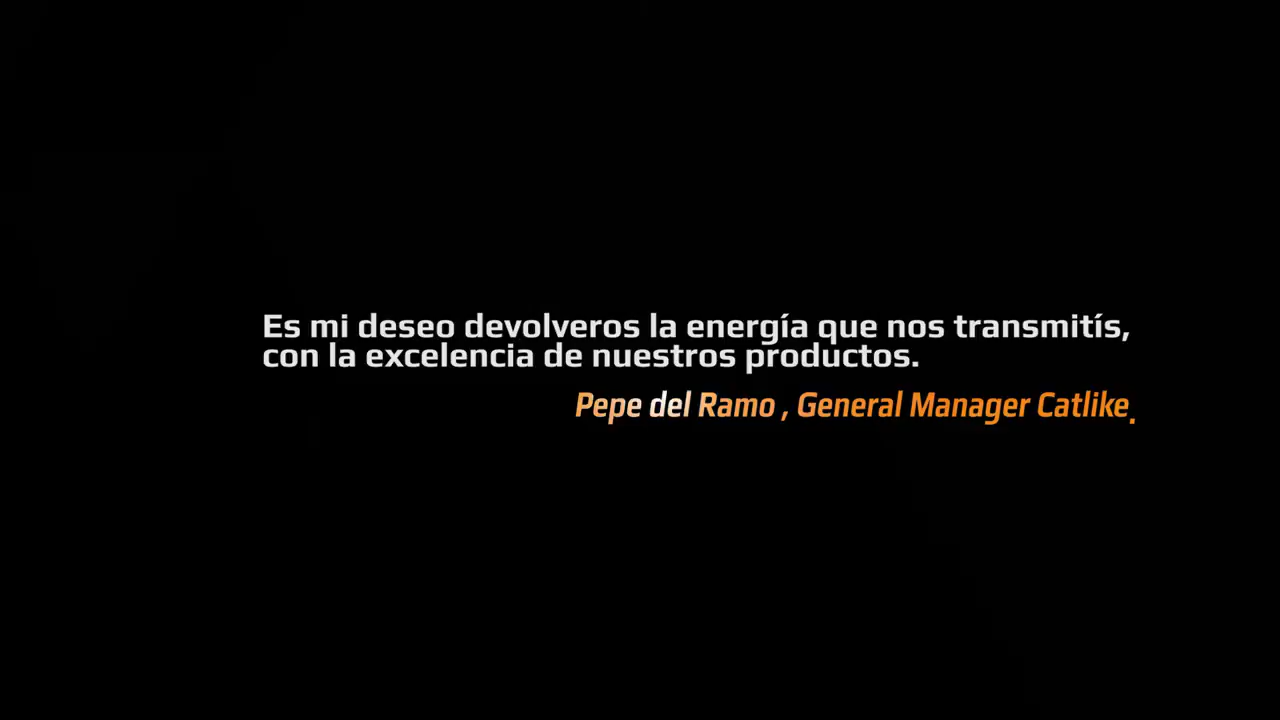 Es mi deseo devolveros la energía que nos transmitís,
con la excelencia de nuestros productos.
Pepe del Ramo , General Manager Catlike.